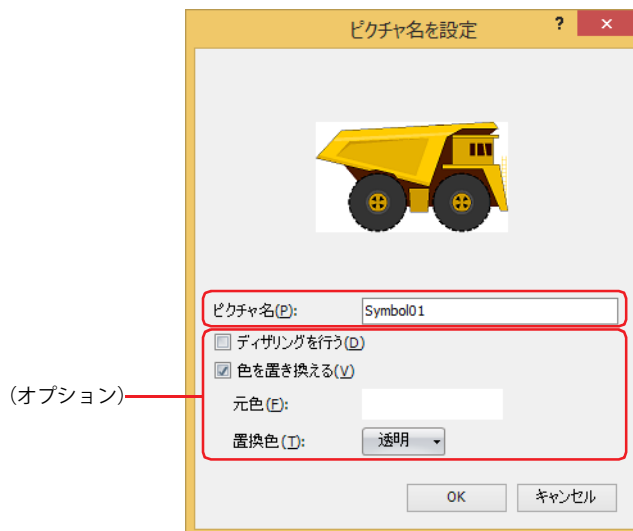 ピクチャ名を設定
?
×
ピクチャ名(P):
Symbol01
ディザリングを行う(D)
色を置き換える(V)
(オプション)
元色(F):
置換色(T):
透明
OK
キャンセル